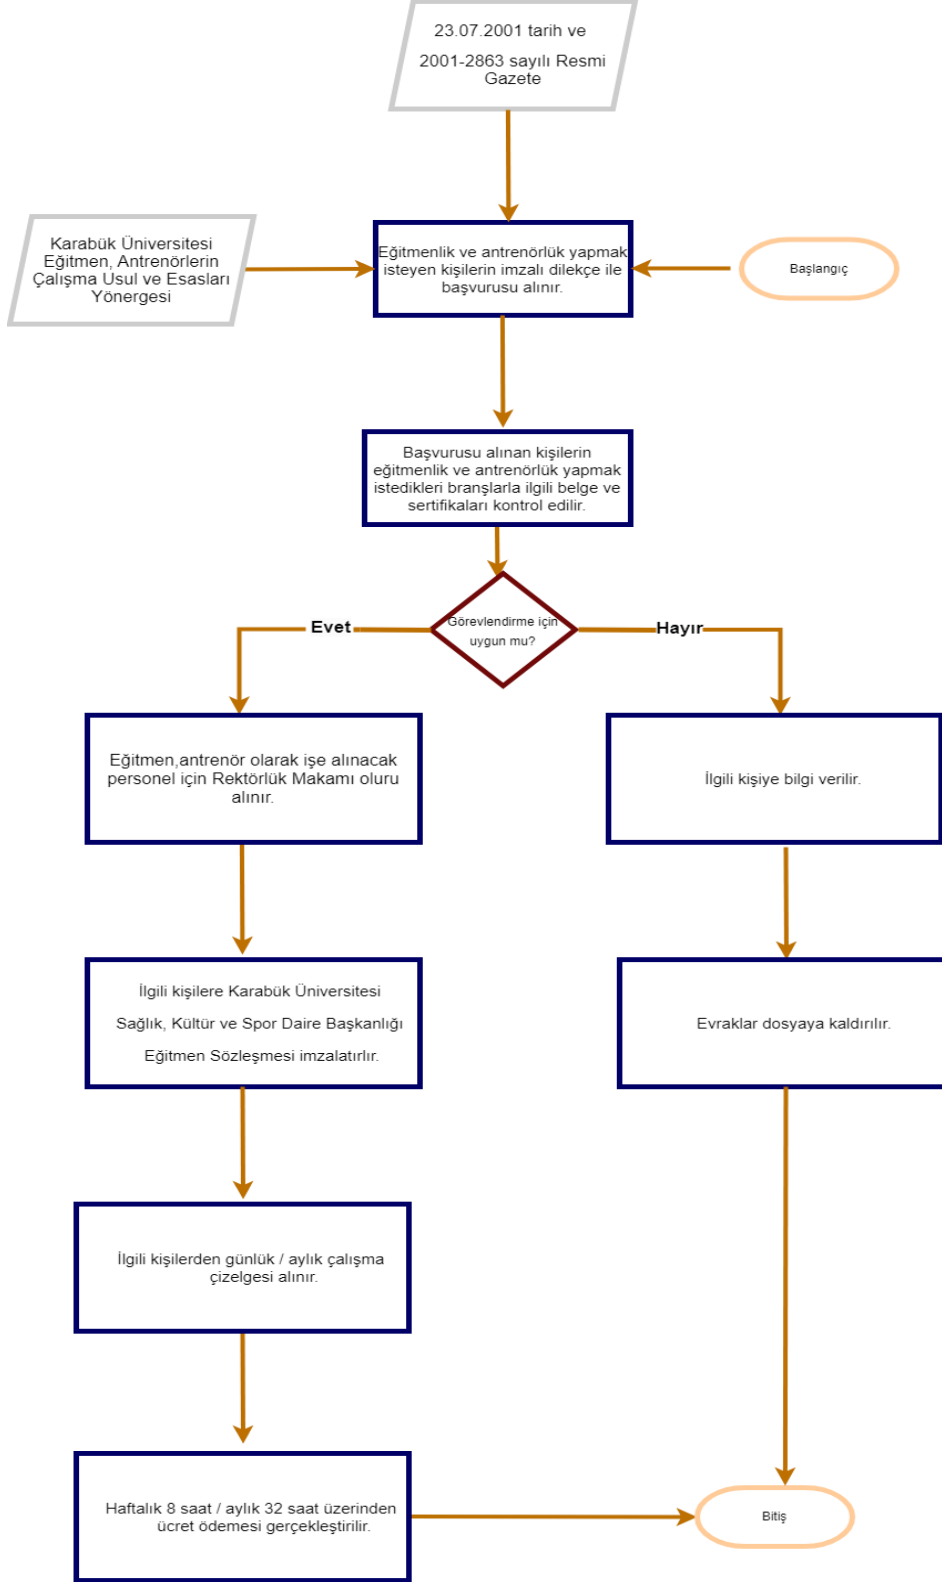 23.07.2001 tarih ve
2001-2863 sayılı Resmi
Gazete
Karabük Üniversitesi
Eğitmen, Antrenörlerin
Çalışma Usul ve Esasları
Yönergesi
Eğitmenlik ve antrenörlük yapmak
isteyen kişilerin imzalı dilekçe ile
başvurusu alınır.
Başlangıç
Başvurusu alınan kişilerin
eğitmenlik ve antrenörlük yapmak
istedikleri branşlarla ilgili belge ve
sertifikaları kontrol edilir.
Görevlendirme için
uygun mu?
Evet
Hayır
Eğitmen,antrenör olarak işe alınacak
personel için Rektörlük Makamı oluru
alınır.
İlgili kişiye bilgi verilir.
İlgili kişilere Karabük Üniversitesi
Sağlık, Kültür ve Spor Daire Başkanlığı
Eğitmen Sözleşmesi imzalatırlır.
Evraklar dosyaya kaldırılır.
İlgili kişilerden günlük / aylık çalışma
çizelgesi alınır.
Haftalık 8 saat / aylık 32 saat üzerinden
ücret ödemesi gerçekleştirilir.
Bitiş